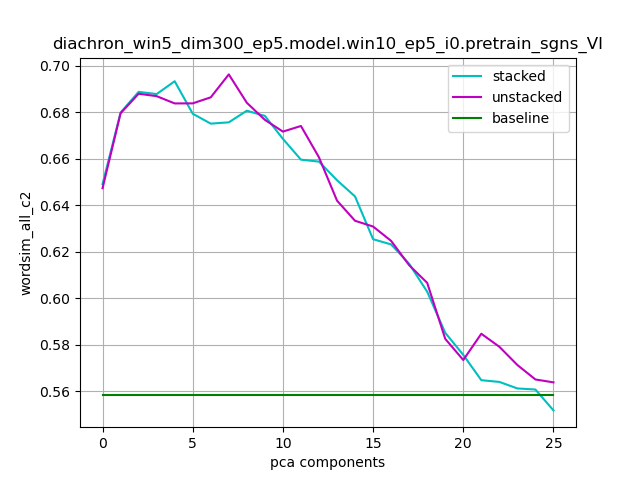 diachron_win5_dim300_ep5.model.win10_ep5_i0.pretrain_sgns_VI
stacked
unstacked
baseline
0.70
0.68
0.66
0.64
0.62
0.60
0.58
0.56
wordsim_all_c2
0 5 10 15 20 25
pca components